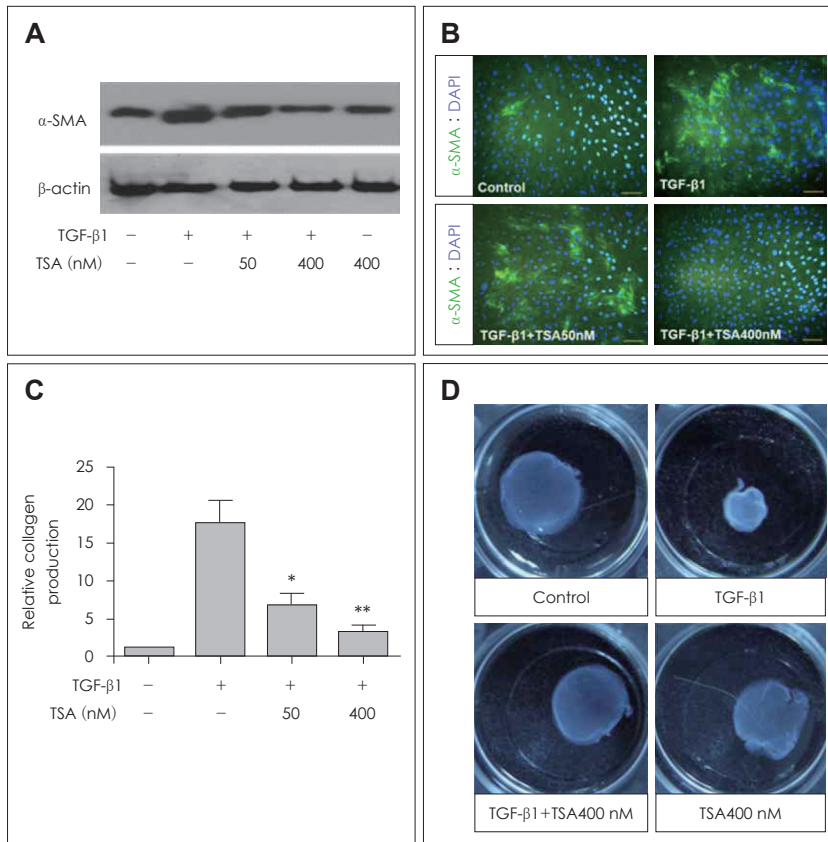 A
α-SMA
β-actin
TGF-β1 – + + + –
TSA (nM) – – 50 400 400
B
α-SMA : DAPI
Control
TGF-β1
α-SMA : DAPI
TGF-β1+TSA50nM
TGF-β1+TSA400nM
C
Relative collagen
production
25
20
15
10
5
0
*
**
TGF-β1 – + + +
TSA (nM) – – 50 400
D
Control
TGF-β1
TGF-β1+TSA400 nM
TSA400 nM